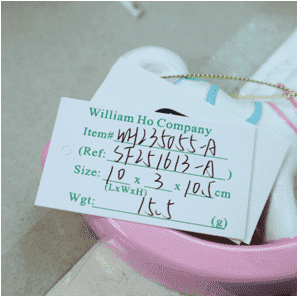 William Ho Company
Item# WH235055-A
(Ref: SF251613-A )
Size: 10 x 3 x 10.5 cm
(LxWxH)
Wgt: 15.5 (g)